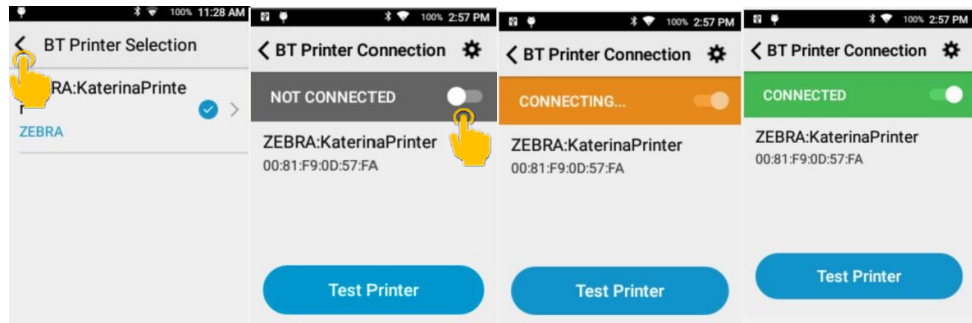 100% 11:28 AM
BT Printer Selection
RA:KaterinaPrinte
r
ZEBRA
100% 2:57 PM
BT Printer Connection
NOT CONNECTED
ZEBRA:KaterinaPrinter
00:81:F9:0D:57:FA
Test Printer
100% 2:57 PM
BT Printer Connection
CONNECTING...
ZEBRA:KaterinaPrinter
00:81:F9:0D:57:FA
Test Printer
100% 2:57 PM
BT Printer Connection
CONNECTED
ZEBRA:KaterinaPrinter
00:81:F9:0D:57:FA
Test Printer